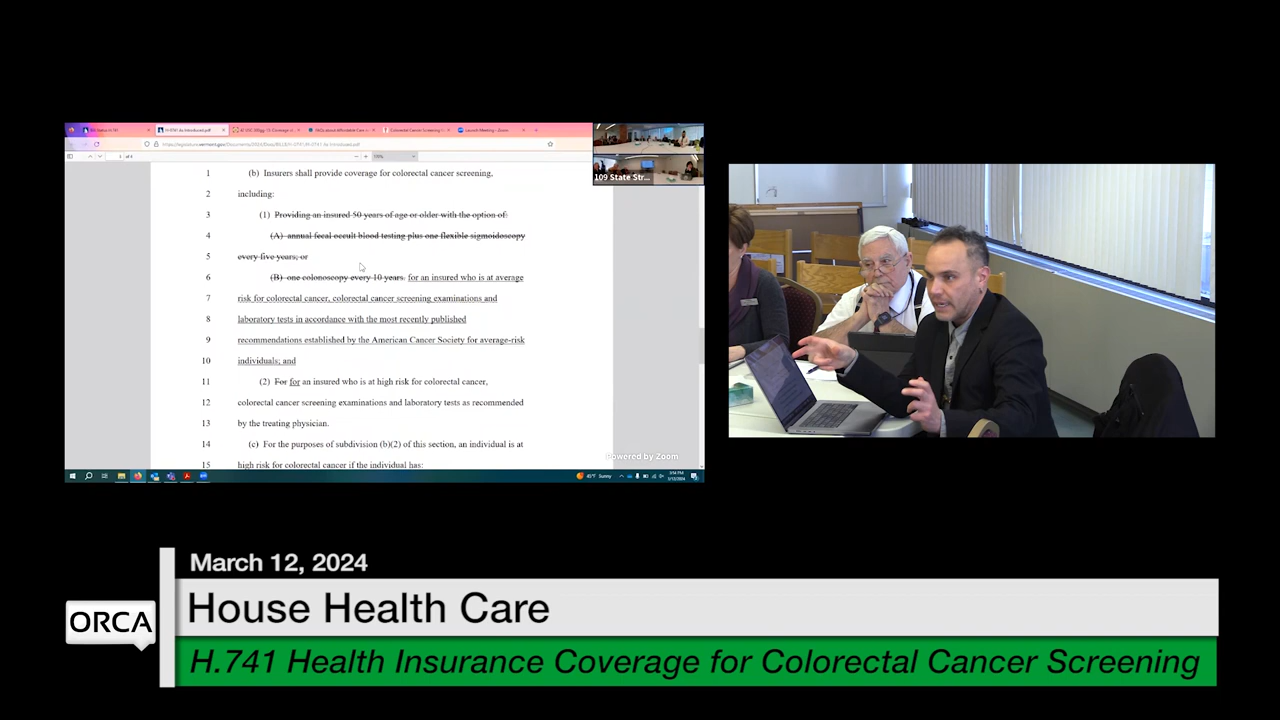 H-0741 As Introduced.pdf
109 State Str...
1 (b) Insurers shall provide coverage for colorectal cancer screening,
2 including:
3 (1) Providing an insured 50 years of age or older with the option of:
4 (A) annual fecal occult blood testing plus one flexible sigmoidoscopy
5 every five years; or
6 (B) one colonoscopy every 10 years. for an insured who is at average
7 risk for colorectal cancer, colorectal cancer screening examinations and
8 laboratory tests in accordance with the most recently published
9 recommendations established by the American Cancer Society for average-risk
10 individuals; and
11 (2) For for an insured who is at high risk for colorectal cancer,
12 colorectal cancer screening examinations and laboratory tests as recommended
13 by the treating physician.
14 (c) For the purposes of subdivision (b)(2) of this section, an individual is at
15 high risk for colorectal cancer if the individual has:
Powered by Zoom
45°F Sunny
March 12, 2024
House Health Care
ORCA
H.741 Health Insurance Coverage for Colorectal Cancer Screening